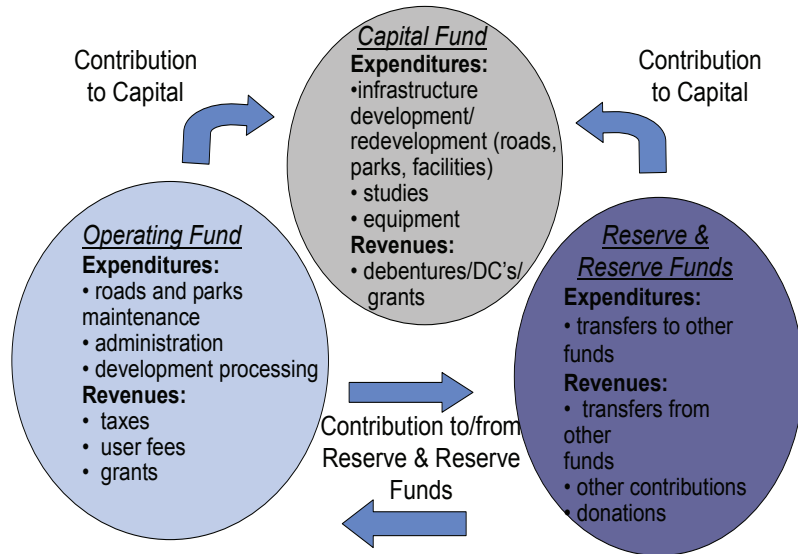 Contribution
to Capital
Capital Fund
Expenditures:
•infrastructure
development/
redevelopment (roads,
parks, facilities)
• studies
• equipment
Revenues:
• debentures/DC's/
grants
Contribution
to Capital
Operating Fund
Expenditures:
• roads and parks
maintenance
• administration
• development processing
Revenues:
• taxes
• user fees
• grants
Contribution to/from
Reserve & Reserve
Funds
Reserve &
Reserve Funds
Expenditures:
• transfers to other
funds
Revenues:
• transfers from
other
funds
• other contributions
• donations